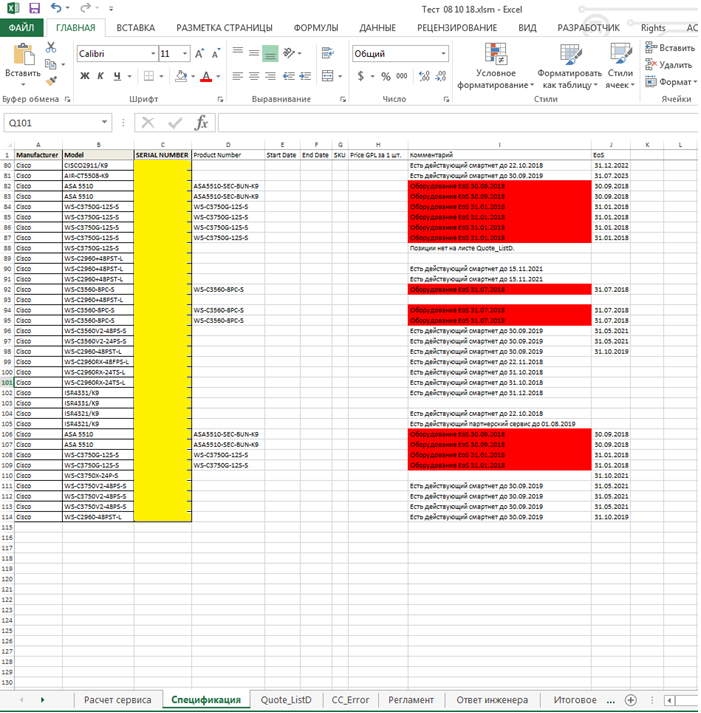 Тест 08 10 18.xlsm - Excel
ФАЙЛ ГЛАВНАЯ ВСТАВКА РАЗМЕТКА СТРАНИЦЫ ФОРМУЛЫ ДАННЫЕ РЕЦЕНЗИРОВАНИЕ ВИД РАЗРАБОТЧИК Rights AC
Вставить
Calibri 11
Ж К Ч
Общий
$ % 000
Условное форматирование
Форматировать как таблицу
Стили ячеек
Вставить
Удалить
Формат
Буфер обмена Шрифт Выравнивание Число Стили Ячейки
Q101 fx
A B C D E F G H I J K L
1 Manufacturer Model SERIAL NUMBER Product Number Start Date End Date SKU Price GPL за 1 шт. Комментарий EoS
80 Cisco CISCO2911/K9 Есть действующий смартнет до 22.10.2018 31.12.2022
81 Cisco AIR-CT5508-K9 Есть действующий смартнет до 30.09.2019 31.07.2023
82 Cisco ASA 5510 ASA5510-SEC-BUN-K9 Оборудование EoS 30.09.2018 30.09.2018
83 Cisco ASA 5510 ASA5510-SEC-BUN-K9 Оборудование EoS 30.09.2018 30.09.2018
84 Cisco WS-C3750G-12S-S WS-C3750G-12S-S Оборудование EoS 31.01.2018 31.01.2018
85 Cisco WS-C3750G-12S-S WS-C3750G-12S-S Оборудование EoS 31.01.2018 31.01.2018
86 Cisco WS-C3750G-12S-S WS-C3750G-12S-S Оборудование EoS 31.01.2018 31.01.2018
87 Cisco WS-C3750G-12S-S WS-C3750G-12S-S Оборудование EoS 31.01.2018 31.01.2018
88 Cisco WS-C3750G-12S-S Позиции нет на листе Quote_ListD.
89 Cisco WS-C2960+48PST-L
90 Cisco WS-C2960+48PST-L Есть действующий смартнет до 15.11.2021
91 Cisco WS-C2960+48PST-L Есть действующий смартнет до 15.11.2021
92 Cisco WS-C3560-8PC-S WS-C3560-8PC-S Оборудование EoS 31.07.2018 31.07.2018
93 Cisco WS-C2960+48PST-L
94 Cisco WS-C3560-8PC-S WS-C3560-8PC-S Оборудование EoS 31.07.2018 31.07.2018
95 Cisco WS-C3560-8PC-S WS-C3560-8PC-S Оборудование EoS 31.07.2018 31.07.2018
96 Cisco WS-C3560V2-48PS-S Есть действующий смартнет до 30.09.2019 31.05.2021
97 Cisco WS-C3560V2-24PS-S Есть действующий смартнет до 30.09.2019 31.05.2021
98 Cisco WS-C2960-48PST-L Есть действующий смартнет до 30.09.2019 31.10.2019
99 Cisco WS-C2960RX-48FPS-L Есть действующий смартнет до 22.11.2018
100 Cisco WS-C2960RX-24TS-L Есть действующий смартнет до 31.10.2018
101 Cisco WS-C2960RX-24TS-L Есть действующий смартнет до 31.10.2018
102 Cisco ISR4331/K9 Есть действующий смартнет до 31.12.2018
103 Cisco ISR4331/K9
104 Cisco ISR4321/K9 Есть действующий смартнет до 22.10.2018
105 Cisco ISR4321/K9 Есть действующий партнерский сервис до 01.08.2019
106 Cisco ASA 5510 ASA5510-SEC-BUN-K9 Оборудование EoS 30.09.2018 30.09.2018
107 Cisco ASA 5510 ASA5510-SEC-BUN-K9 Оборудование EoS 30.09.2018 30.09.2018
108 Cisco WS-C3750G-12S-S WS-C3750G-12S-S Оборудование EoS 31.01.2018 31.01.2018
109 Cisco WS-C3750G-12S-S WS-C3750G-12S-S Оборудование EoS 31.01.2018 31.01.2018
110 Cisco WS-C3750X-24P-S 31.10.2021
111 Cisco WS-C3750V2-48PS-S Есть действующий смартнет до 30.09.2019 31.05.2021
112 Cisco WS-C3750V2-48PS-S Есть действующий смартнет до 30.09.2019 31.05.2021
113 Cisco WS-C3750V2-48PS-S Есть действующий смартнет до 30.09.2019 31.05.2021
114 Cisco WS-C2960-48PST-L Есть действующий смартнет до 30.09.2019 31.10.2019
115
116
117
118
119
120
121
122
123
124
125
126
127
128
129
130
Расчет сервиса Спецификация Quote_ListD CC_Error Регламент Ответ инженера Итоговое ...